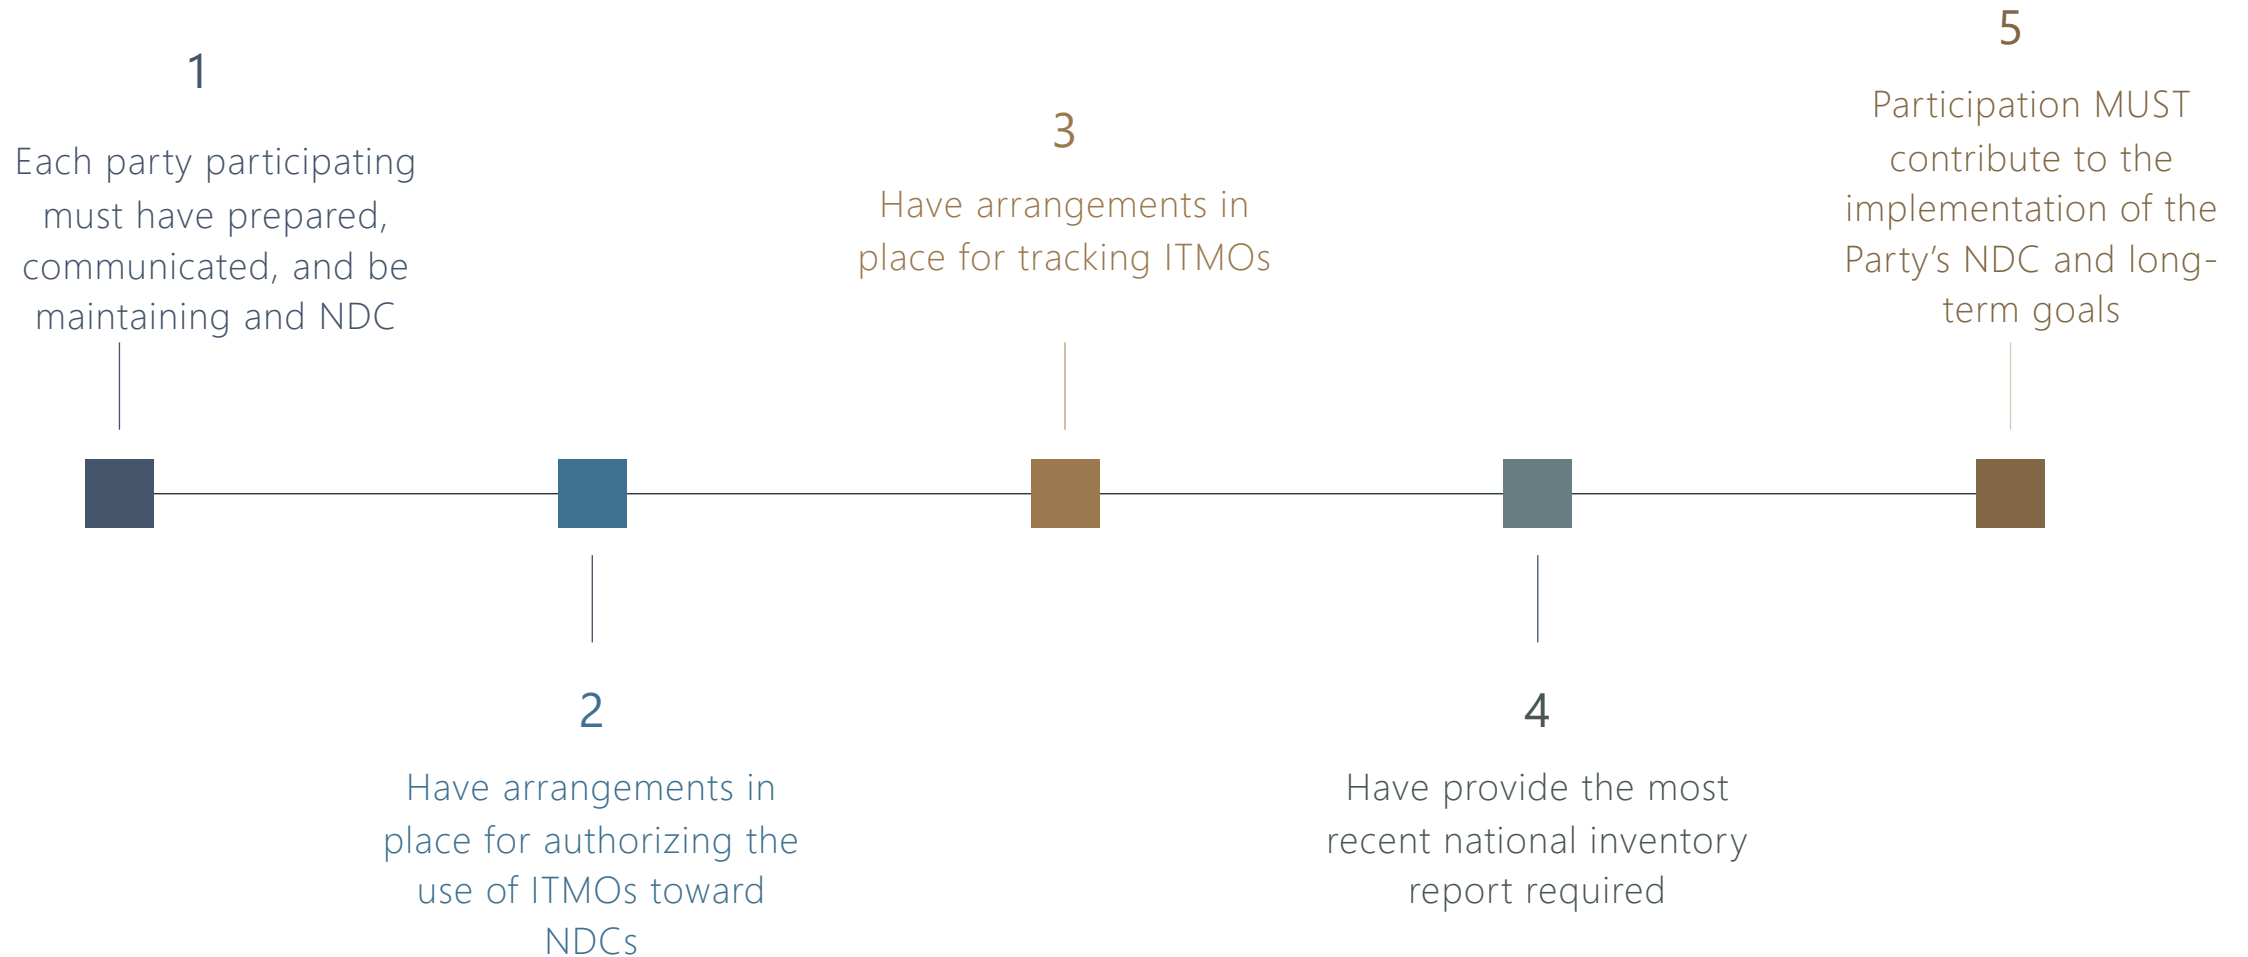 1
Each party participating
must have prepared,
communicated, and be
maintaining and NDC
2
Have arrangements in
place for authorizing the
use of ITMOs toward
NDCs
3
Have arrangements in
place for tracking ITMOs
4
Have provide the most
recent national inventory
report required
5
Participation MUST
contribute to the
implementation of the
Party’s NDC and long-
term goals